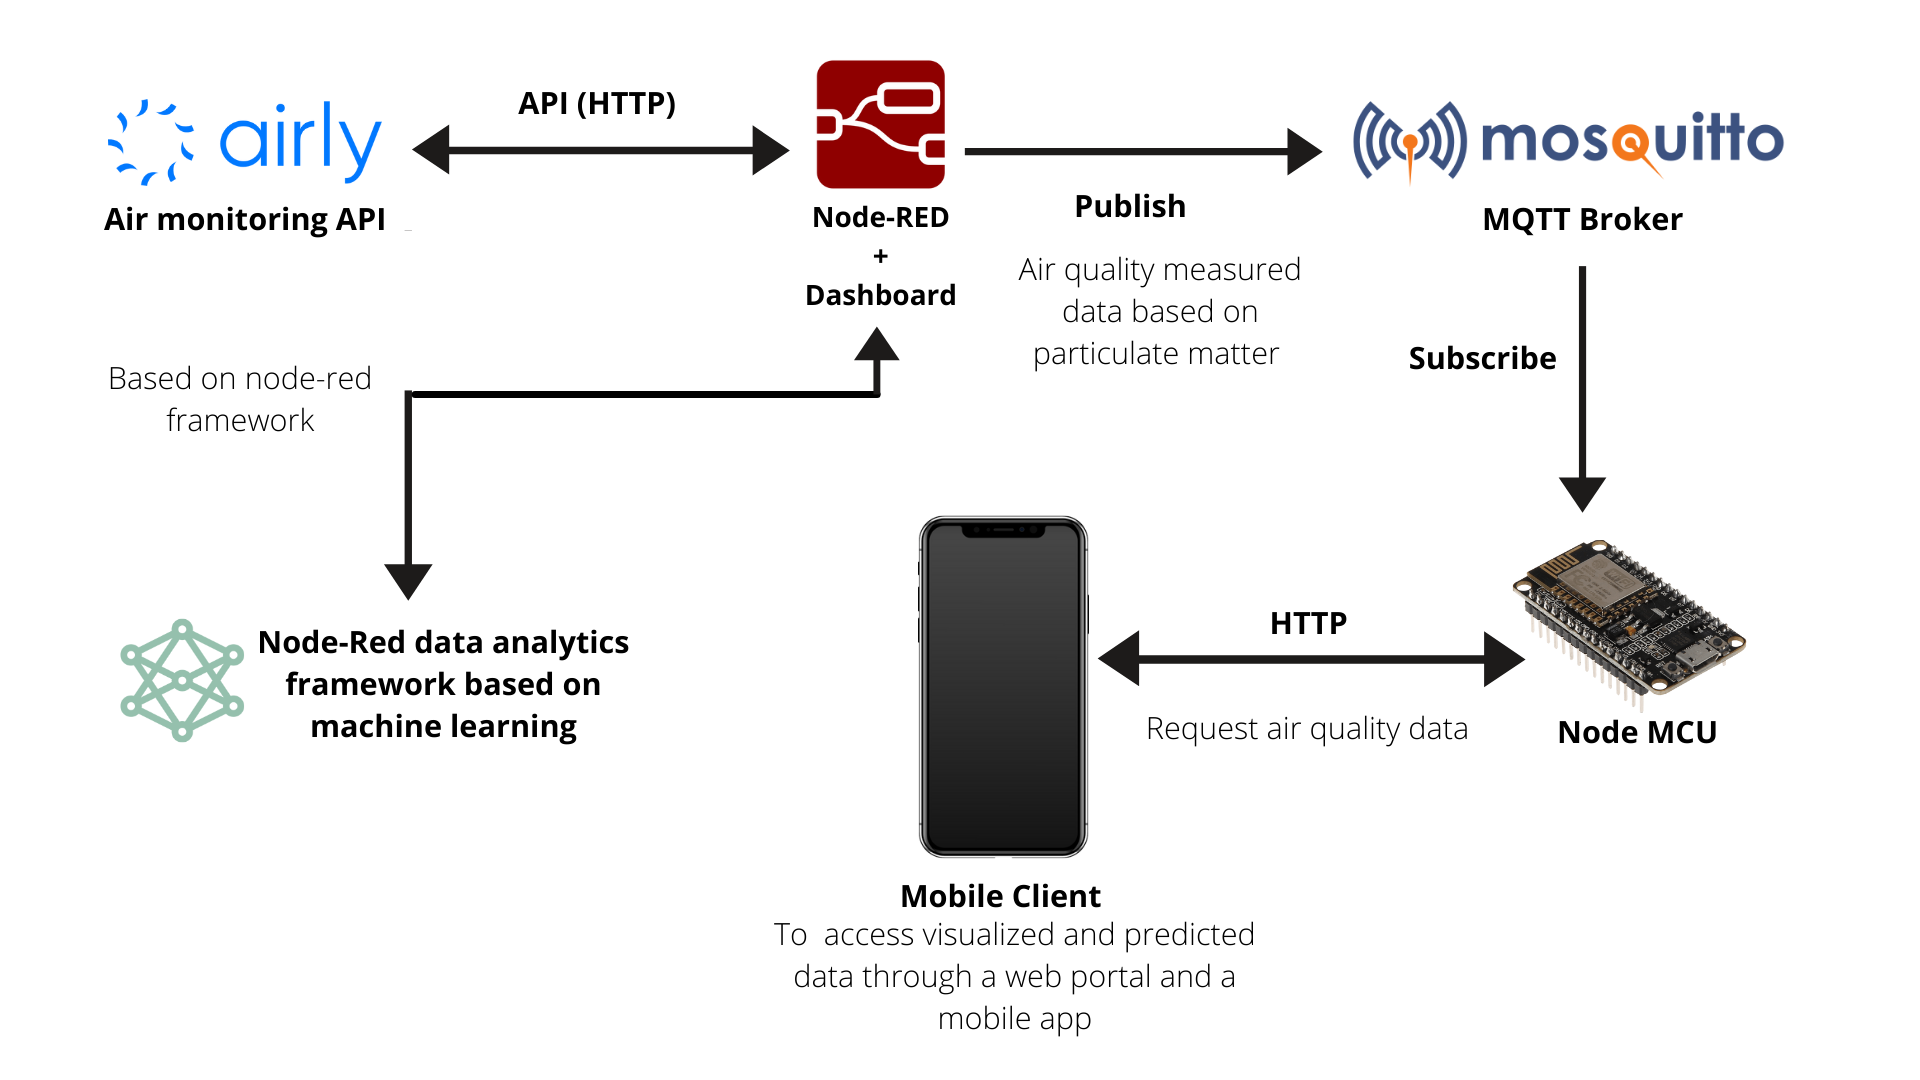 airly
Air monitoring API
API (HTTP)
Node-RED
+
Dashboard
Publish
Air quality measured
data based on
particulate matter
mosquitto
MQTT Broker
Subscribe
Based on node-red
framework
Node-Red data analytics
framework based on
machine learning
HTTP
Request air quality data
Node MCU
Mobile Client
To  access visualized and predicted
data through a web portal and a
mobile app